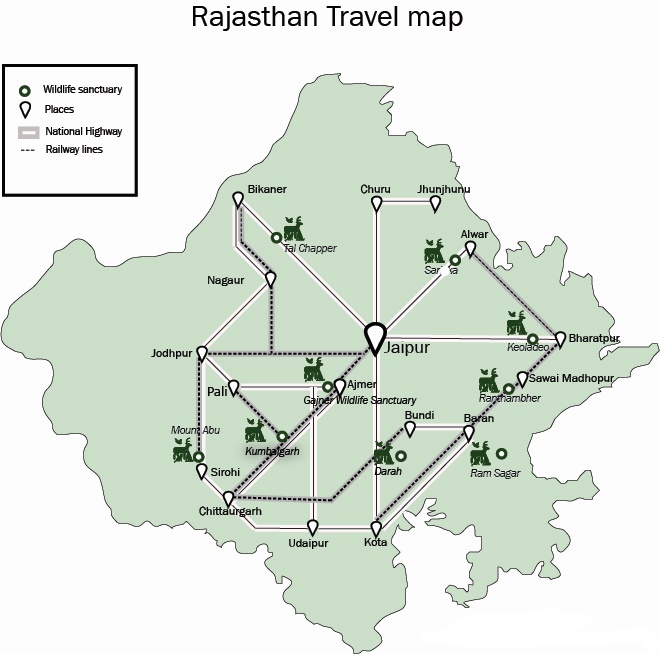 Rajasthan Travel map
Wildlife sanctuary
Places
National Highway
Railway lines
Bikaner
Churu
Jhunjhunu
Tal Chapper
Alwar
Nagaur
Keoladeo
Bharatpur
Jaipur
Jodhpur
Sawai Madhopur
Pali
Ajmer
Ranthambher
Gajner Wildlife Sanctuary
Bundi
Baran
Mount Abu
Kumbalgarh
Sirohi
Darah
Ram Sagar
Chittaurgarh
Udaipur
Kota